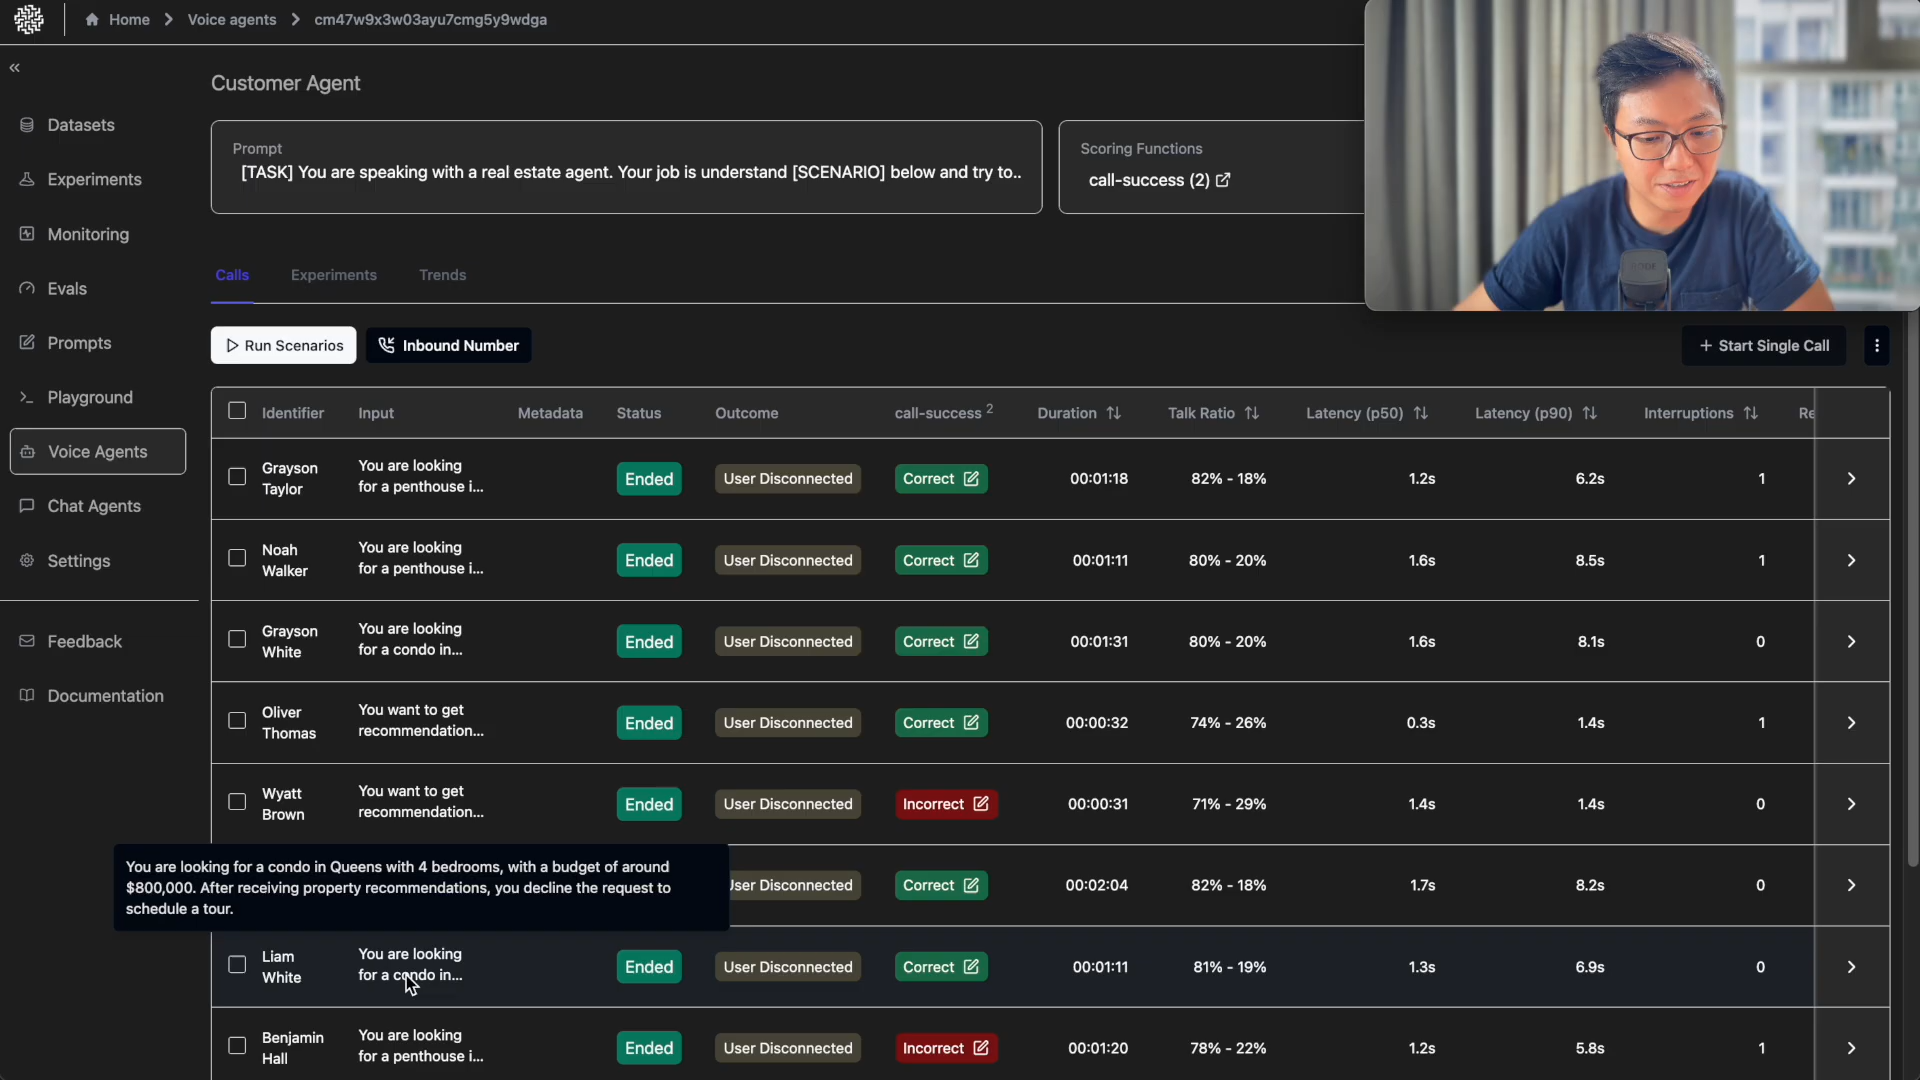 Home
Voice agents
cm47w9x3w03ayu7cmg5y9wdga
Customer Agent
Datasets
Experiments
Monitoring
Evals
Prompts
Playground
Voice Agents
Chat Agents
Settings
Feedback
Documentation
Prompt
[TASK] You are speaking with a real estate agent. Your job is understand [SCENARIO] below and try to..
Scoring Functions
call-success (2)
Calls
Experiments
Trends
Run Scenarios
Inbound Number
+ Start Single Call
Identifier
Input
Metadata
Status
Outcome
call-success 2
Duration
Talk Ratio
Latency (p50)
Latency (p90)
Interruptions
Re
Grayson
Taylor
You are looking
for a penthouse i...
Ended
User Disconnected
Correct
00:01:18
82% - 18%
1.2s
6.2s
1
Noah
Walker
You are looking
for a penthouse i...
Ended
User Disconnected
Correct
00:01:11
80% - 20%
1.6s
8.5s
1
Grayson
White
You are looking
for a condo in...
Ended
User Disconnected
Correct
00:01:31
80% - 20%
1.6s
8.1s
0
Oliver
Thomas
You want to get
recommendation...
Ended
User Disconnected
Correct
00:00:32
74% - 26%
0.3s
1.4s
1
Wyatt
Brown
You want to get
recommendation...
Ended
User Disconnected
Incorrect
00:00:31
71% - 29%
1.4s
1.4s
0
You are looking for a condo in Queens with 4 bedrooms, with a budget of around
$800,000. After receiving property recommendations, you decline the request to
schedule a tour.
User Disconnected
Correct
00:02:04
82% - 18%
1.7s
8.2s
0
Liam
White
You are looking
for a condo in...
Ended
User Disconnected
Correct
00:01:11
81% - 19%
1.3s
6.9s
0
Benjamin
Hall
You are looking
for a penthouse i...
Ended
User Disconnected
Incorrect
00:01:20
78% - 22%
1.2s
5.8s
1